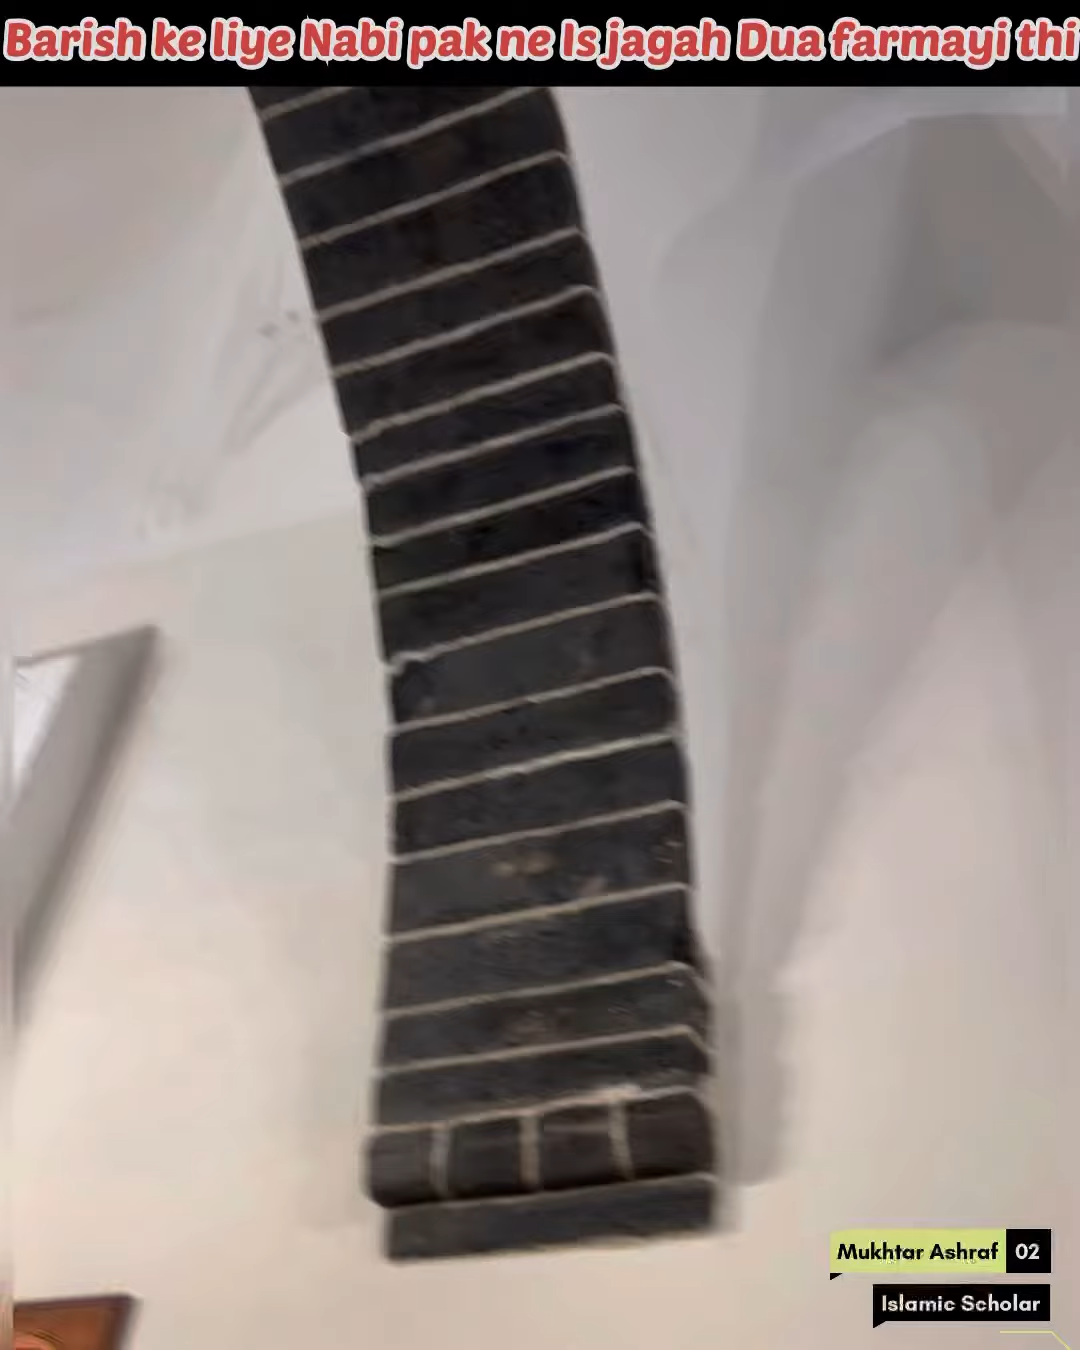 Barish ke liye Nabi pak ne Is jagah Dua farmayi thi
Mukhtar Ashraf 02
Islamic Scholar